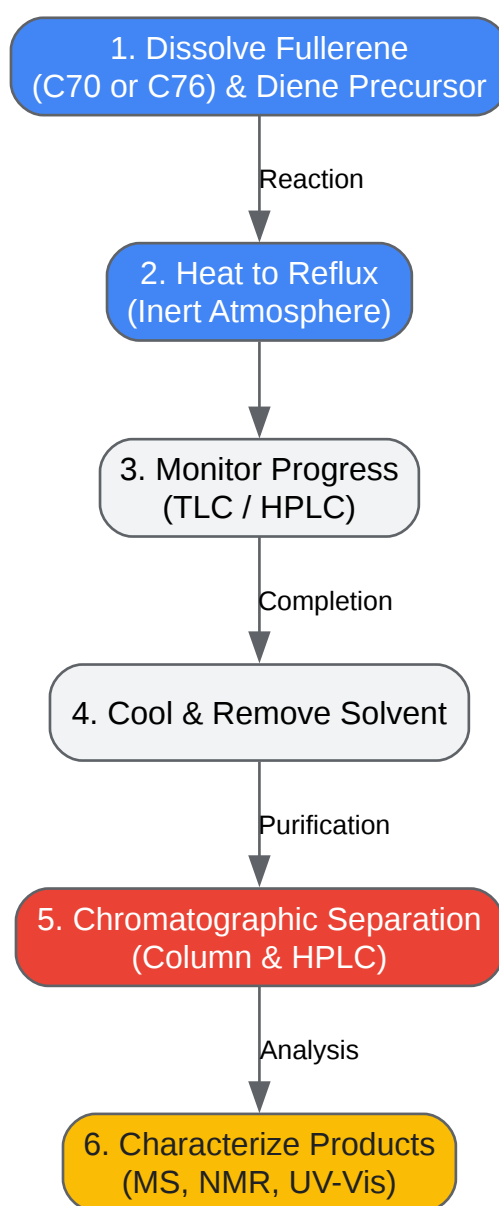 1. Dissolve Fullerene
(C70 or C76) & Diene Precursor
Reaction
2. Heat to Reflux
(Inert Atmosphere)
3. Monitor Progress
(TLC / HPLC)
Completion
4. Cool & Remove Solvent
Purification
5. Chromatographic Separation
(Column & HPLC)
Analysis
6. Characterize Products
(MS, NMR, UV-Vis)